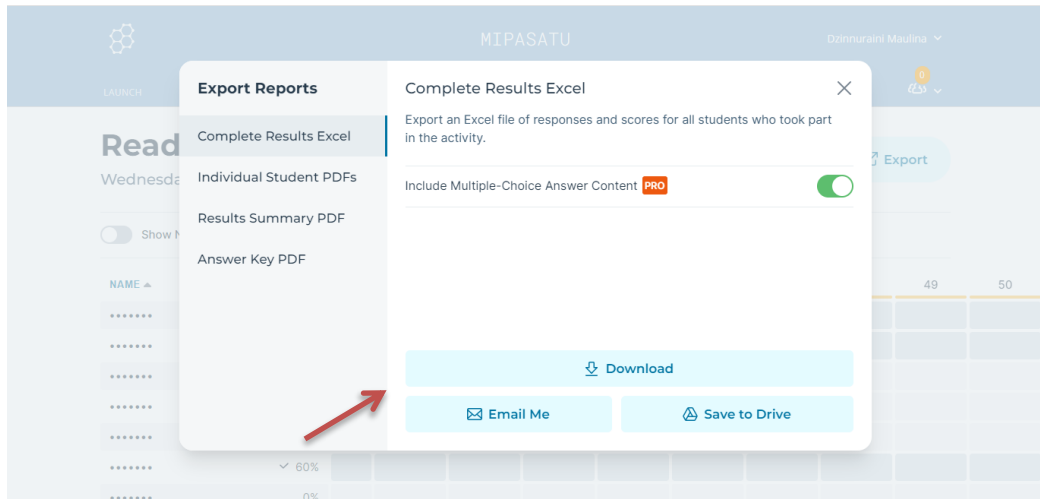 MIPASATU
Dzinnuraini Maulina
0
LAUNCH
Export Reports
Complete Results Excel
Individual Student PDFs
Results Summary PDF
Answer Key PDF
Complete Results Excel
Export an Excel file of responses and scores for all students who took part
in the activity.
Include Multiple-Choice Answer Content PRO
Download
Email Me
Save to Drive
Read
Export
Show
NAME
49 50
60%
0%